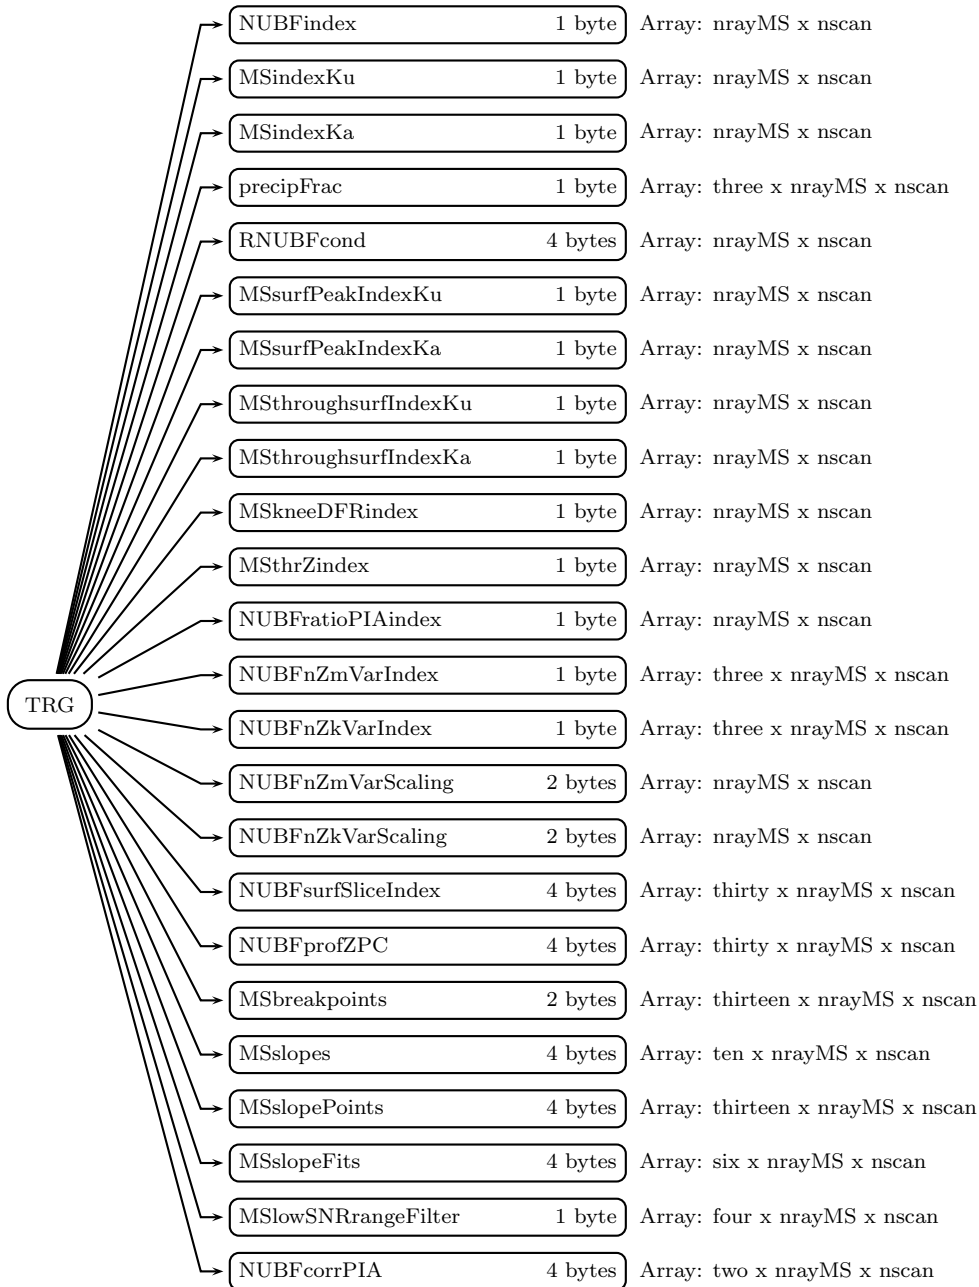 NUBFindex 1 byte Array: nrayMS x nscan
MSindexKu 1 byte Array: nrayMS x nscan
MSindexKa 1 byte Array: nrayMS x nscan
precipFrac 1 byte Array: three x nrayMS x nscan
RNUBFcond 4 bytes Array: nrayMS x nscan
MSsurfPeakIndexKu 1 byte Array: nrayMS x nscan
MSsurfPeakIndexKa 1 byte Array: nrayMS x nscan
MSthroughsurfIndexKu 1 byte Array: nrayMS x nscan
MSthroughsurfIndexKa 1 byte Array: nrayMS x nscan
MSkneeDFRindex 1 byte Array: nrayMS x nscan
MSthrZindex 1 byte Array: nrayMS x nscan
NUBFratioPIAindex 1 byte Array: nrayMS x nscan
NUBFnZmVarIndex 1 byte Array: three x nrayMS x nscan
TRG
NUBFnZkVarIndex 1 byte Array: three x nrayMS x nscan
NUBFnZmVarScaling 2 bytes Array: nrayMS x nscan
NUBFnZkVarScaling 2 bytes Array: nrayMS x nscan
NUBFsurfSliceIndex 4 bytes Array: thirty x nrayMS x nscan
NUBFprofZPC 4 bytes Array: thirty x nrayMS x nscan
MSbreakpoints 2 bytes Array: thirteen x nrayMS x nscan
MSslopes 4 bytes Array: ten x nrayMS x nscan
MSslopePoints 4 bytes Array: thirteen x nrayMS x nscan
MSslopeFits 4 bytes Array: six x nrayMS x nscan
MSlowSNRrangeFilter 1 byte Array: four x nrayMS x nscan
NUBFcorrPIA 4 bytes Array: two x nrayMS x nscan